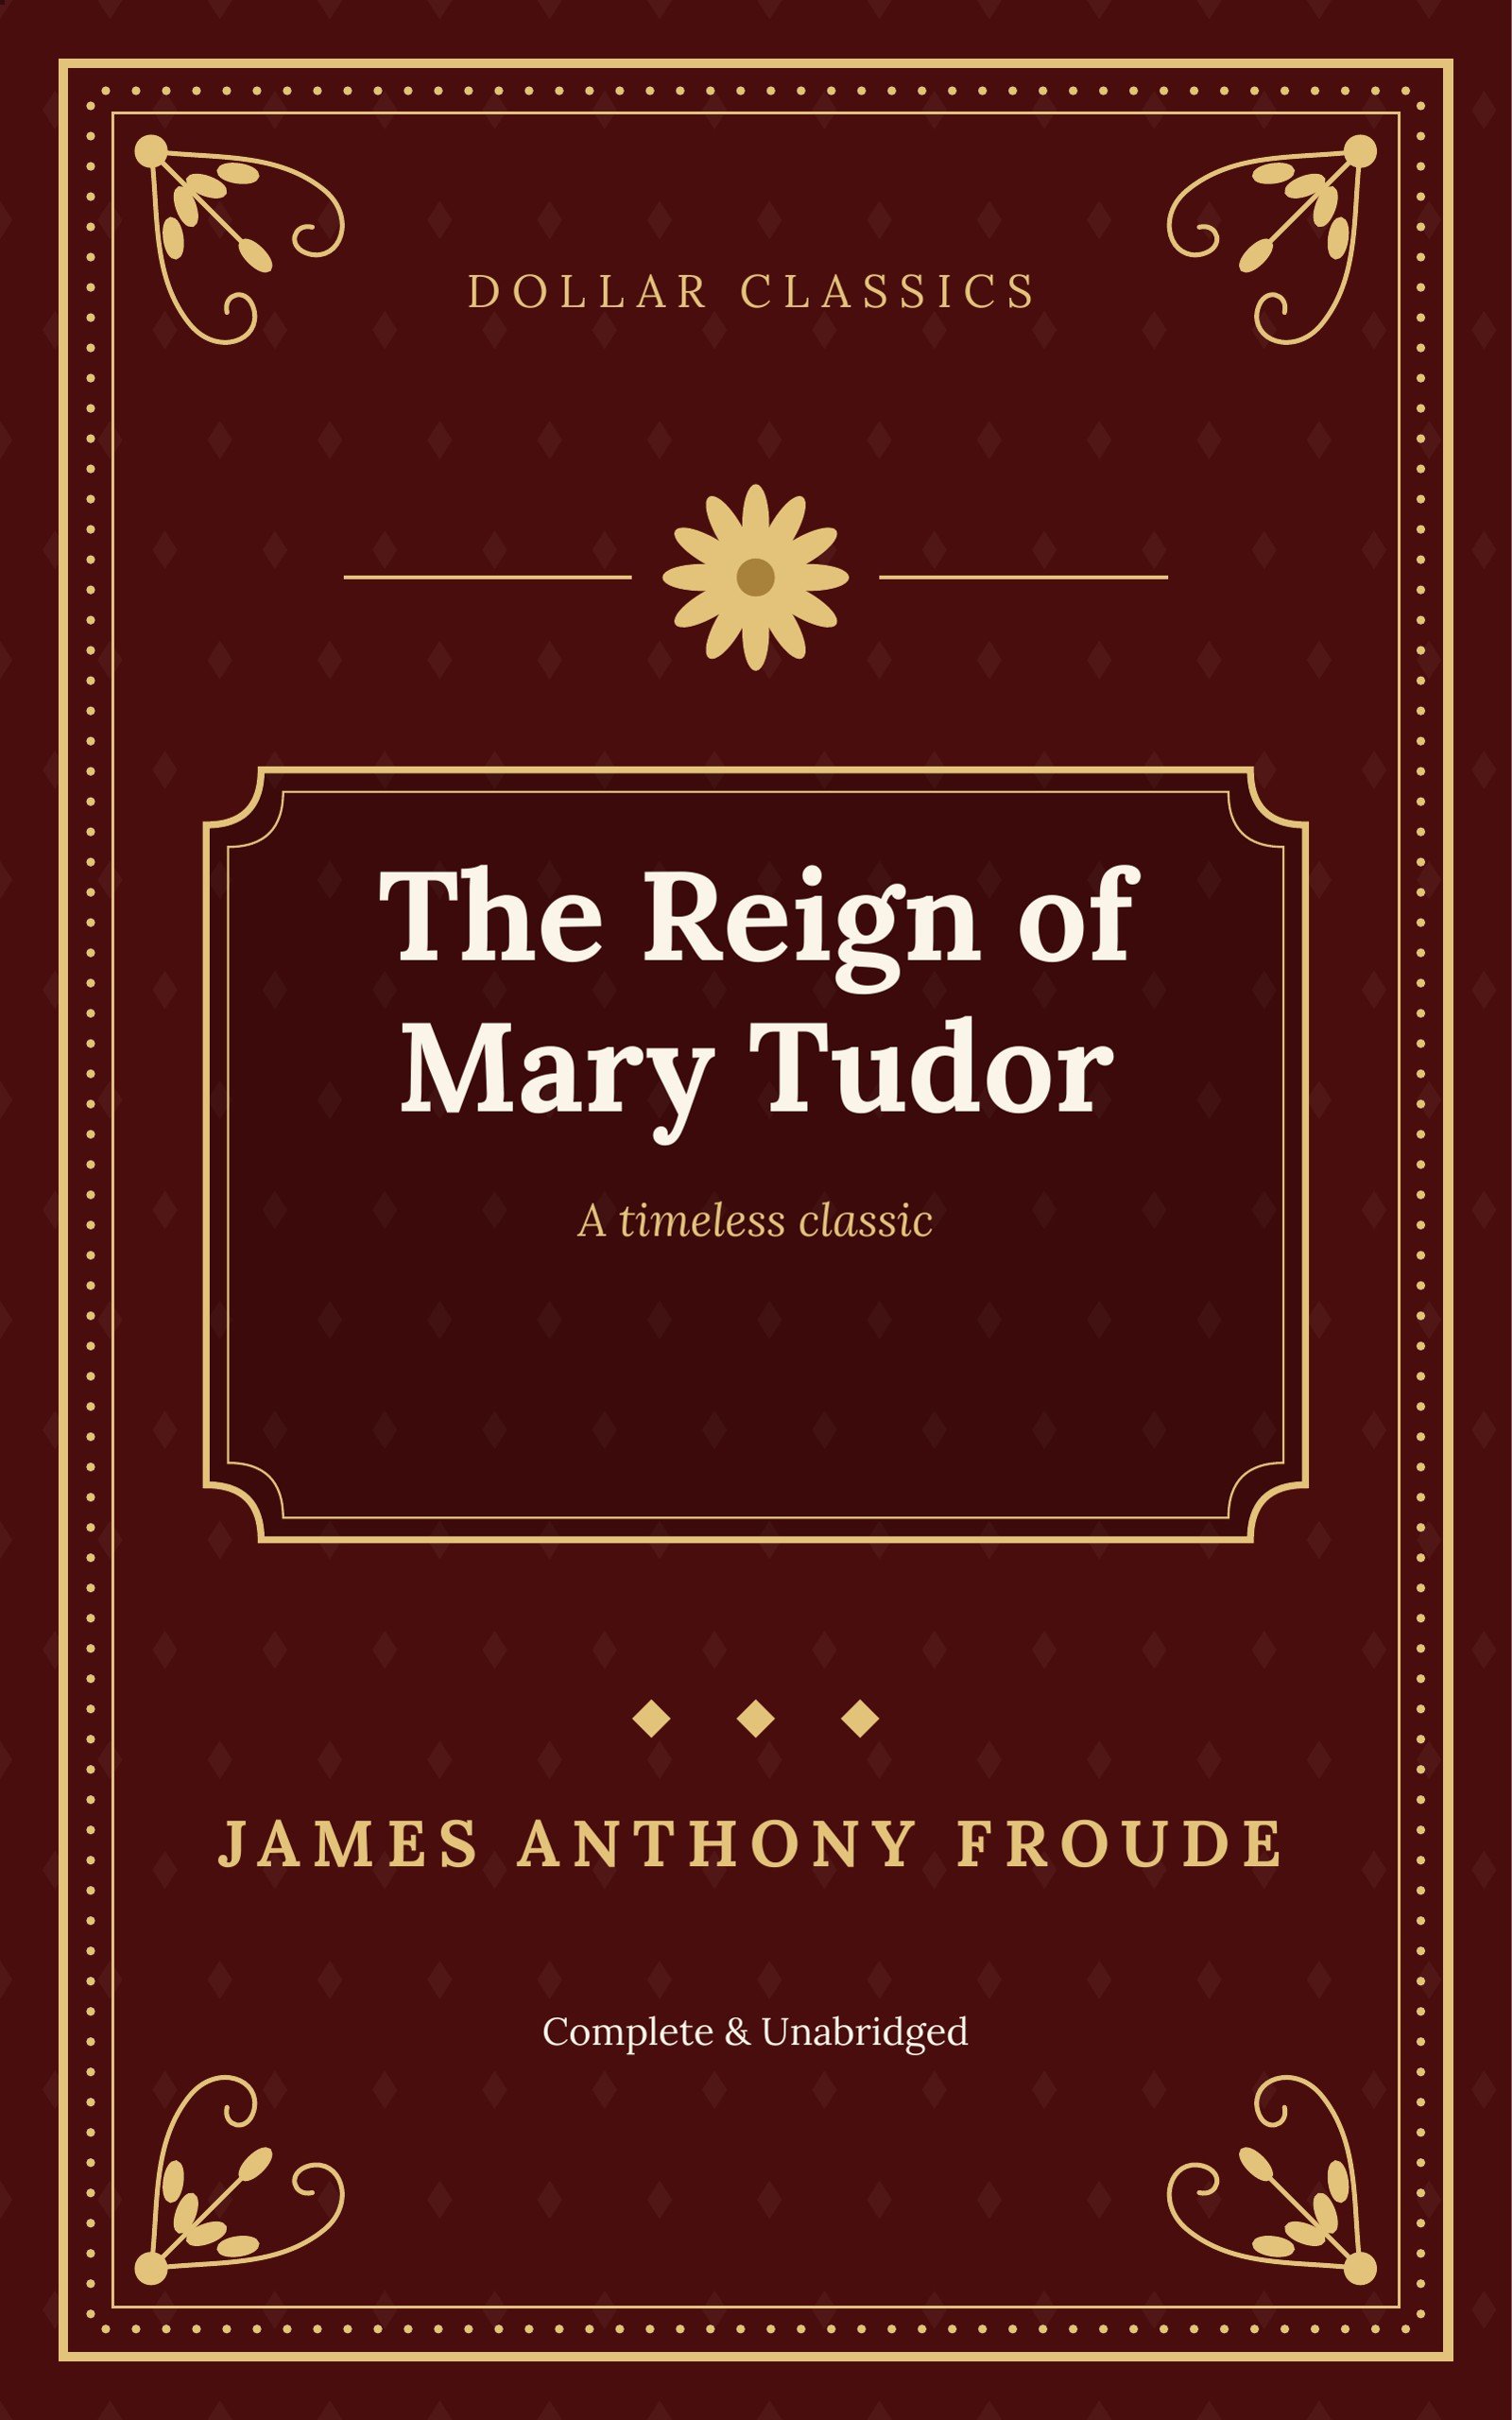 DOLLAR CLASSICS
The Reign of
Mary Tudor
A timeless classic
JAMES ANTHONY FROUDE
Complete & Unabridged